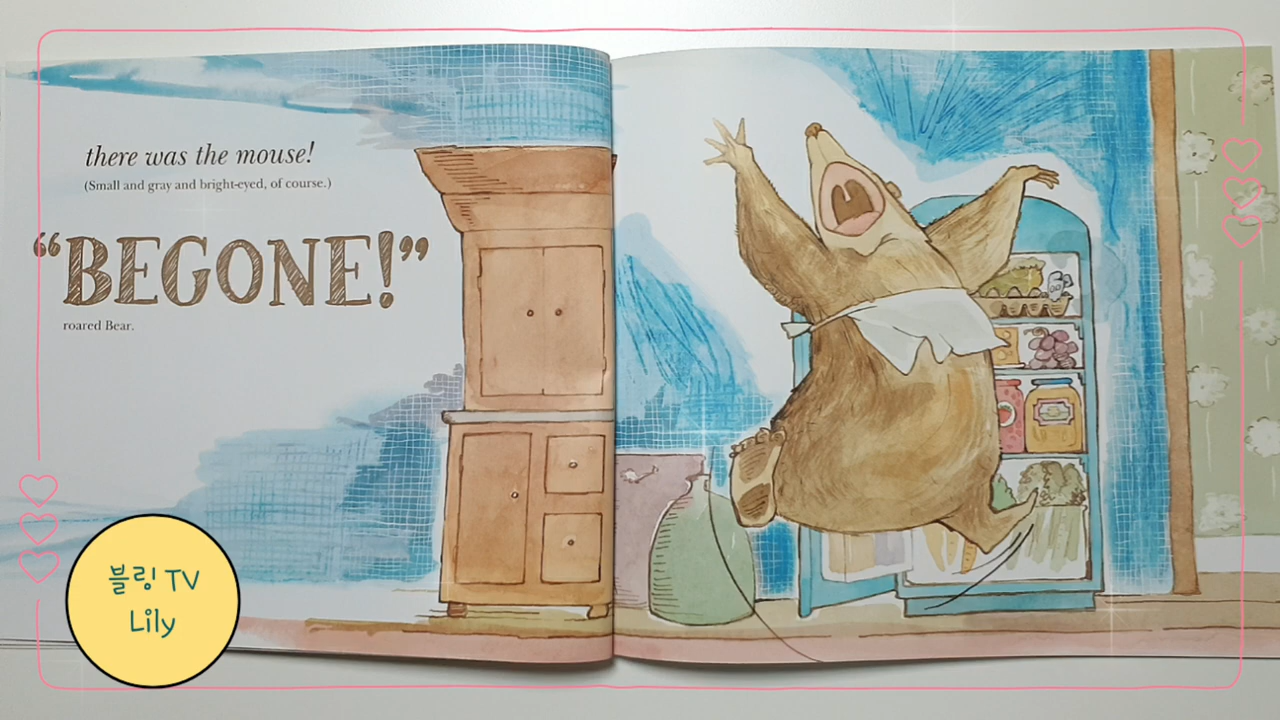 there was the mouse!
(Small and gray and bright-eyed, of course.)
“BEGONE!”
roared Bear.
블링 TV
Lily